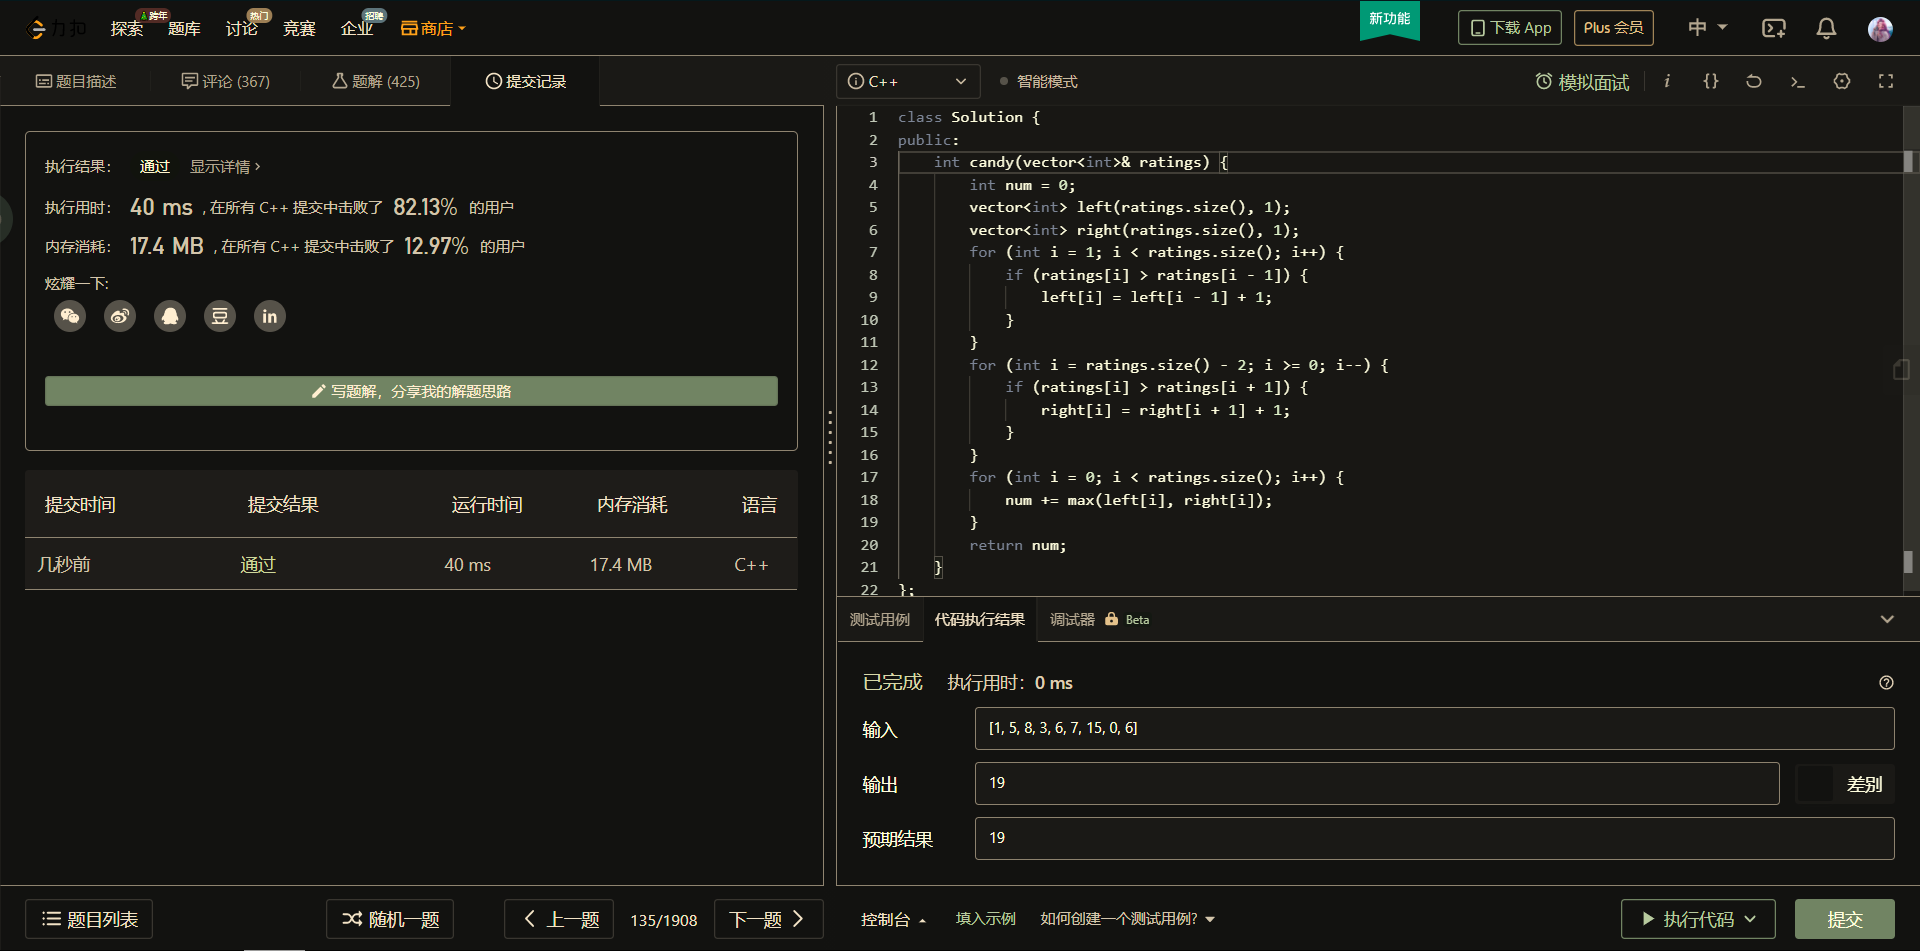 力扣 探索 跨年 题库 讨论 热门 竞赛 企业 招聘 商店 新功能 下载 App Plus 会员 中
题目描述 评论 (367) 题解 (425) 提交记录
执行结果： 通过 显示详情 ›
执行用时： 40 ms , 在所有 C++ 提交中击败了 82.13% 的用户
内存消耗： 17.4 MB , 在所有 C++ 提交中击败了 12.97% 的用户
炫耀一下:
豆 in
写题解，分享我的解题思路
提交时间 提交结果 运行时间 内存消耗 语言
几秒前 通过 40 ms 17.4 MB C++
C++ 智能模式 模拟面试 i {}
1 class Solution {
2 public:
3     int candy(vector<int>& ratings) {
4         int num = 0;
5         vector<int> left(ratings.size(), 1);
6         vector<int> right(ratings.size(), 1);
7         for (int i = 1; i < ratings.size(); i++) {
8             if (ratings[i] > ratings[i - 1]) {
9                 left[i] = left[i - 1] + 1;
10             }
11         }
12         for (int i = ratings.size() - 2; i >= 0; i--) {
13             if (ratings[i] > ratings[i + 1]) {
14                 right[i] = right[i + 1] + 1;
15             }
16         }
17         for (int i = 0; i < ratings.size(); i++) {
18             num += max(left[i], right[i]);
19         }
20         return num;
21     }
22 };
测试用例 代码执行结果 调试器 Beta
已完成 执行用时： 0 ms
输入 [1, 5, 8, 3, 6, 7, 15, 0, 6]
输出 19 差别
预期结果 19
题目列表 随机一题 上一题 135/1908 下一题 控制台 填入示例 如何创建一个测试用例? 执行代码 提交